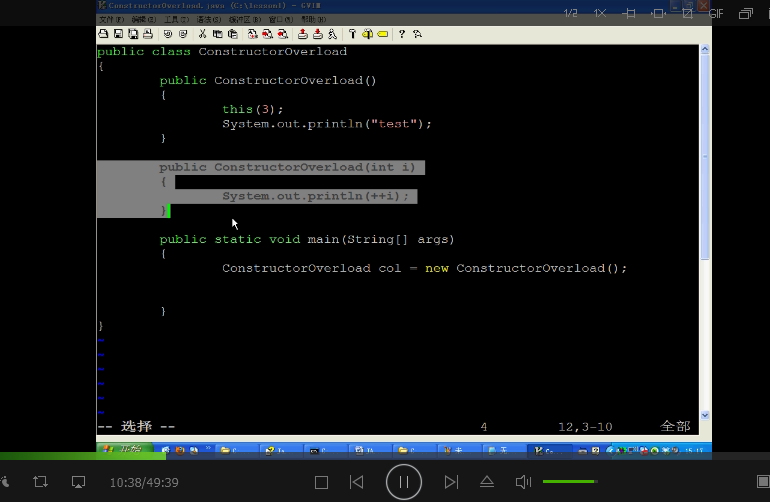 ConstructorOverload.java (C:\lesson1) - GVIM
1/2 1X GIF
文件(F) 编辑(E) 工具(T) 语法(S) 缓冲区(B) 窗口(W) 帮助(H)
public class ConstructorOverload
{
public ConstructorOverload()
{
this(3);
System.out.println("test");
}
public ConstructorOverload(int i)
{
System.out.println(++i);
}
public static void main(String[] args)
{
ConstructorOverload col = new ConstructorOverload();
}
}
~
~
~
~
~
~
-- 选择 -- 4 12,3-10 全部
开始 15:17
10:38/49:39